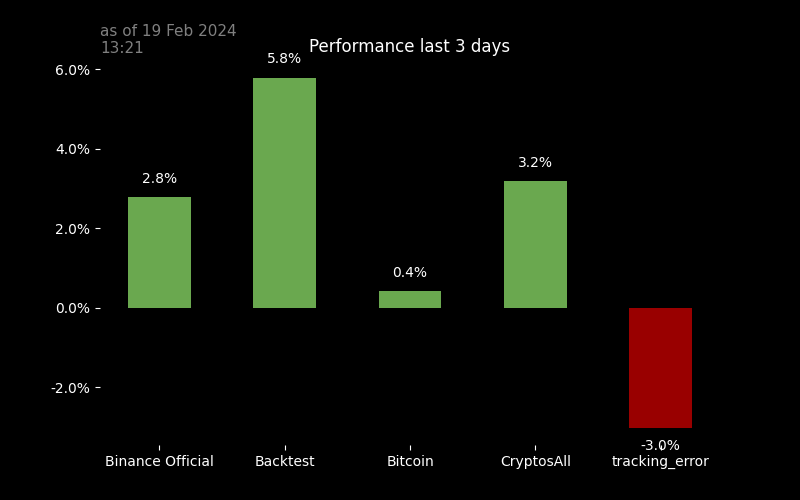 as of 19 Feb 2024
13:21
Performance last 3 days
6.0%
4.0%
2.0%
0.0%
-2.0%
2.8%
5.8%
0.4%
3.2%
-3.0%
Binance Official
Backtest
Bitcoin
CryptosAll
tracking_error